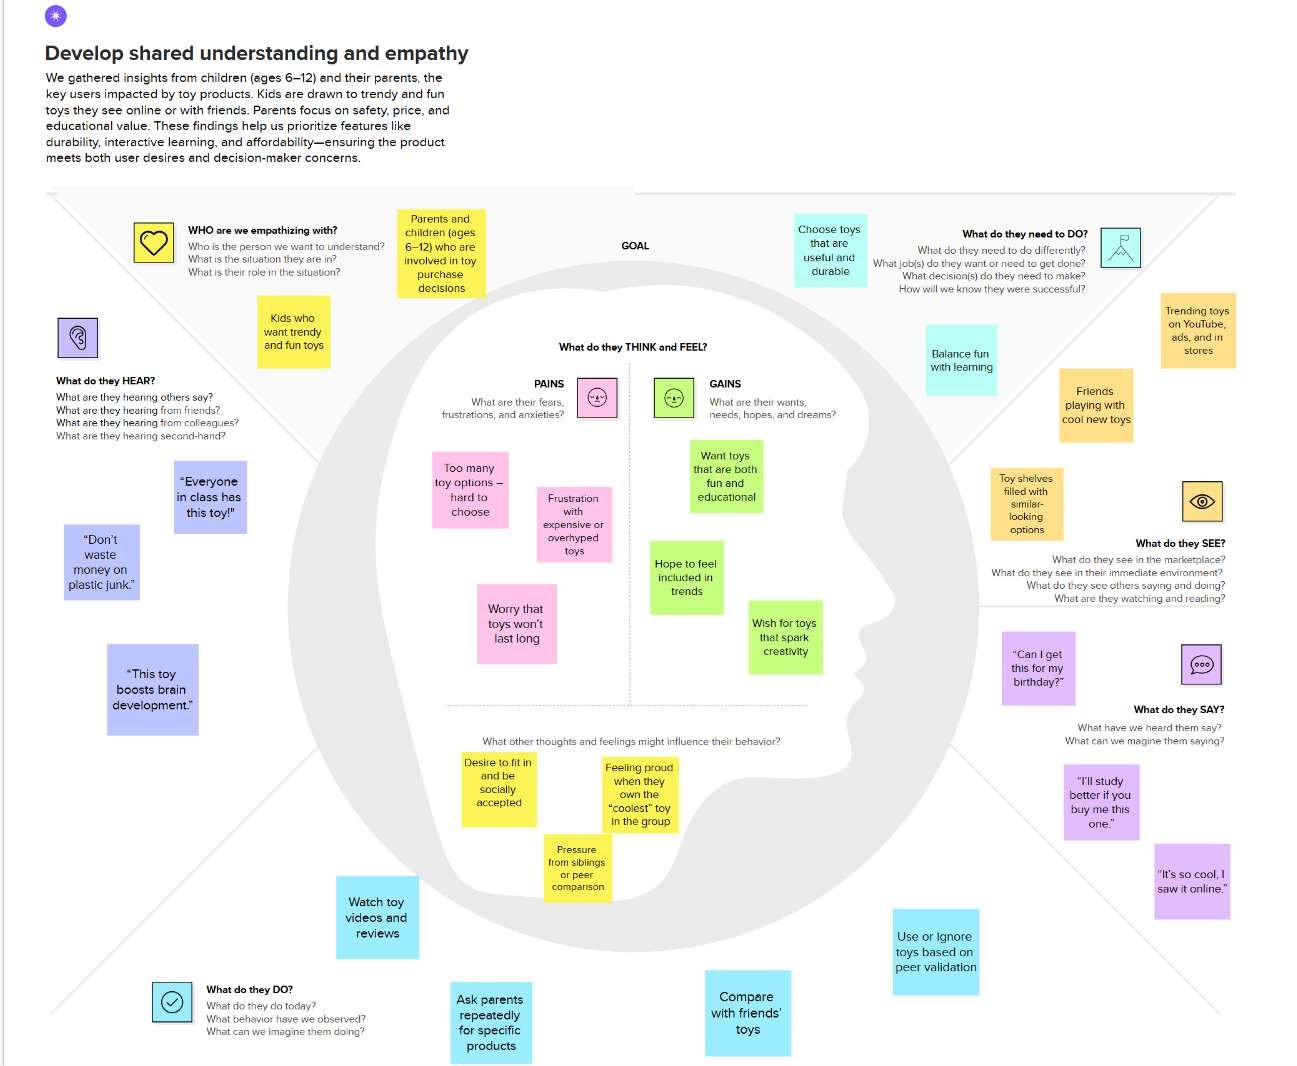 Develop shared understanding and empathy
We gathered insights from children (ages 6–12) and their parents, the
key users impacted by toy products. Kids are drawn to trendy and fun
toys they see online or with friends. Parents focus on safety, price, and
educational value. These findings help us prioritize features like
durability, interactive learning, and affordability—ensuring the product
meets both user desires and decision-maker concerns.
WHO are we empathizing with?
Who is the person we want to understand?
What is the situation they are in?
What is their role in the situation?
Parents and
children (ages
6–12) who are
involved in toy
purchase
decisions
Kids who
want trendy
and fun toys
GOAL
Choose toys
that are
useful and
durable
What do they need to DO?
What do they need to do differently?
What job(s) do they want or need to get done?
What decision(s) do they need to make?
How will we know they were successful?
Balance fun
with learning
Trending toys
on YouTube,
ads, and in
stores
Friends
playing with
cool new toys
Toy shelves
filled with
similar-
looking
options
What do they SEE?
What do they see in the marketplace?
What do they see in their immediate environment?
What do they see others saying and doing?
What are they watching and reading?
What do they HEAR?
What are they hearing others say?
What are they hearing from friends?
What are they hearing from colleagues?
What are they hearing second-hand?
“Everyone
in class has
this toy!"
“Don’t
waste
money on
plastic junk.”
“This toy
boosts brain
development.”
What do they THINK and FEEL?
PAINS
What are their fears,
frustrations, and anxieties?
GAINS
What are their wants,
needs, hopes, and dreams?
Too many
toy options –
hard to
choose
Frustration
with
expensive or
overhyped
toys
Worry that
toys won’t
last long
Want toys
that are both
fun and
educational
Hope to feel
included in
trends
Wish for toys
that spark
creativity
What other thoughts and feelings might influence their behavior?
Desire to fit in
and be
socially
accepted
Feeling proud
when they
own the
“coolest” toy
in the group
Pressure
from siblings
or peer
comparison
“Can I get
this for my
birthday?”
What do they SAY?
What have we heard them say?
What can we magine them saying?
“I’ll study
better if you
buy me this
one.”
“It’s so cool, I
saw it online.”
What do they DO?
What do they do today?
What behavior have we observed?
What can we imagine them doing?
Watch toy
videos and
reviews
Ask parents
repeatedly
for specific
products
Compare
with friends’
toys
Use or Ignore
toys based on
peer validation